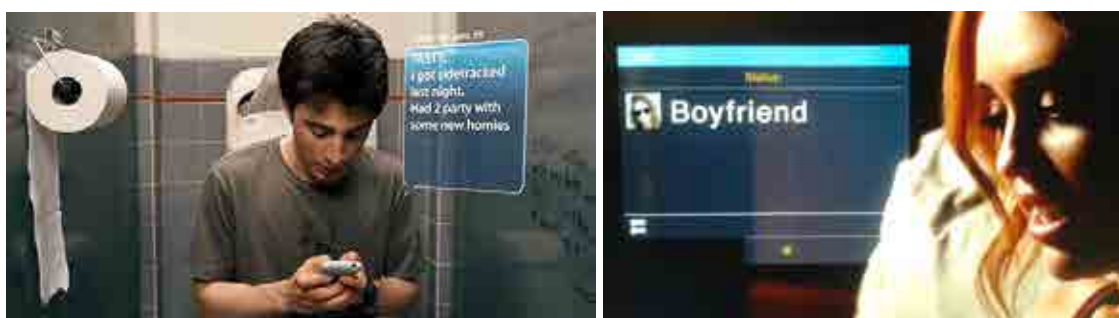 I got sidetracked
last night.
Had 2 party with
some new homies
Status:
Boyfriend